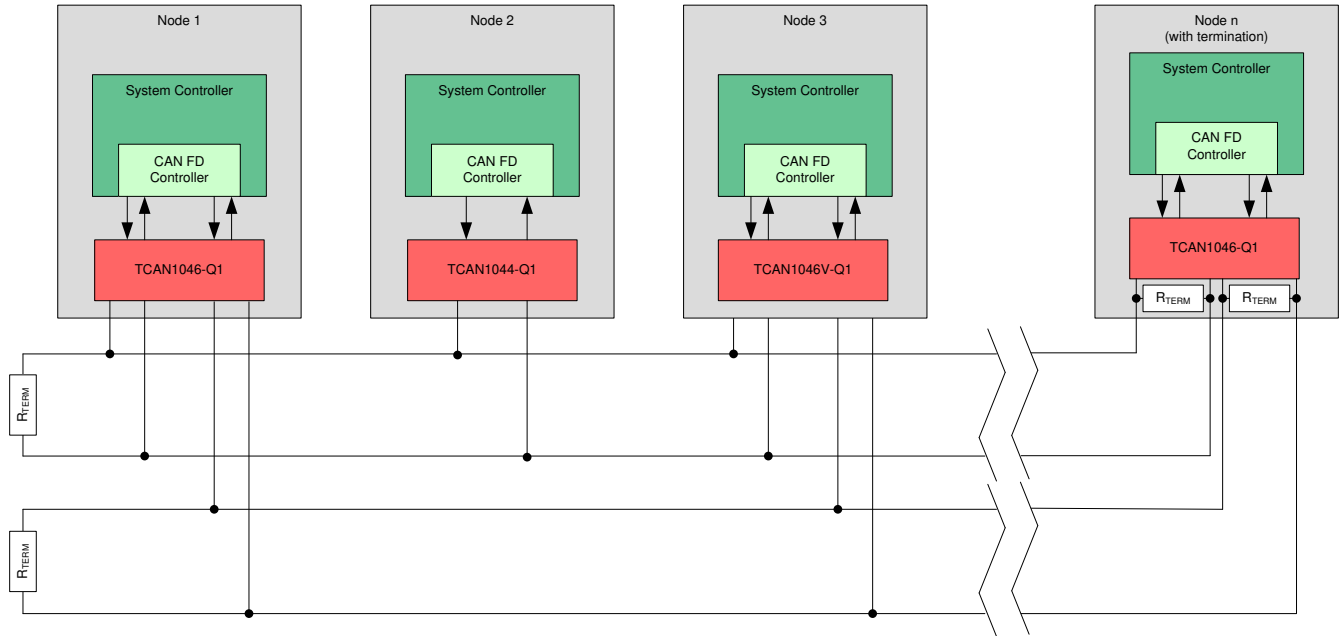 Node 1
System Controller
CAN FD
Controller
TCAN1046-Q1
Node 2
System Controller
CAN FD
Controller
TCAN1044-Q1
Node 3
System Controller
CAN FD
Controller
TCAN1046V-Q1
Node n
(with termination)
System Controller
CAN FD
Controller
TCAN1046-Q1
RTERM
RTERM
RTERM
RTERM